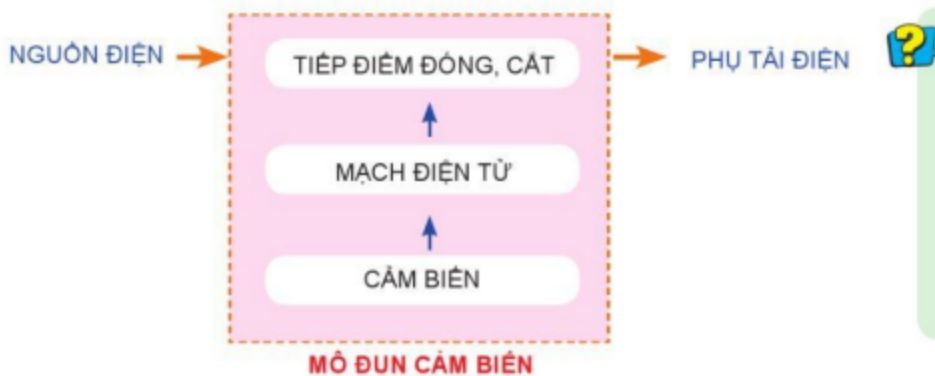 NGUỒN ĐIỆN
TIẾP ĐIỂM ĐÓNG, CẮT
PHỤ TẢI ĐIỆN
?
MẠCH ĐIỆN TỬ
CẢM BIẾN
MÔ ĐUN CẢM BIẾN